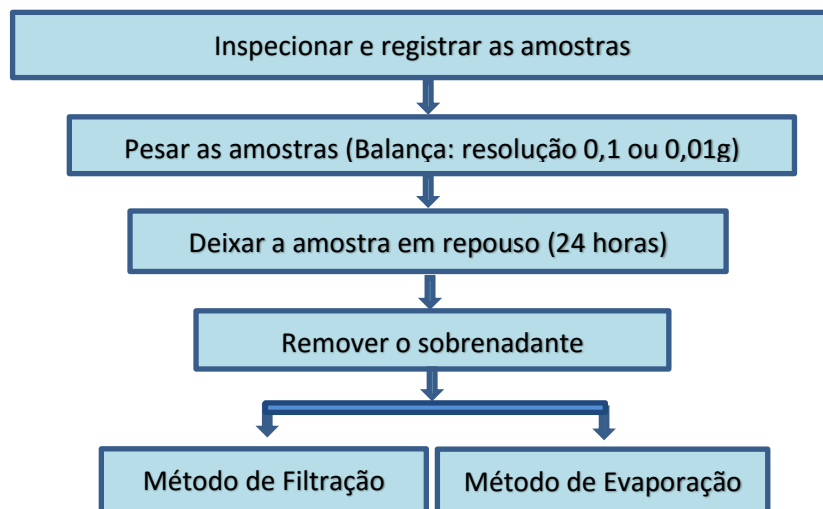 Inspecionar e registrar as amostras
Pesar as amostras (Balança: resolução 0,1 ou 0,01g)
Deixar a amostra em repouso (24 horas)
Remover o sobrenadante
Método de Filtração
Método de Evaporação